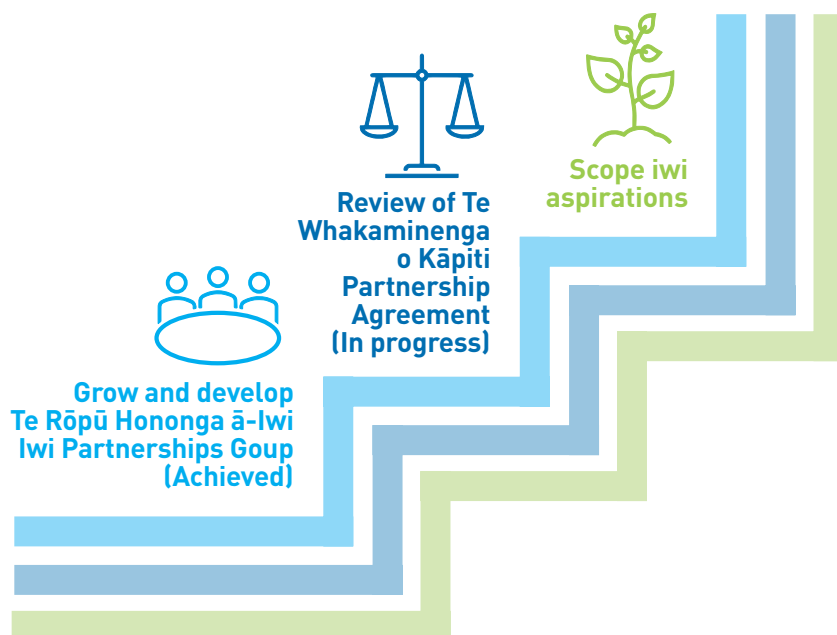 Grow and develop
Te Rōpū Hononga ā-Iwi
Iwi Partnerships Goup
(Achieved)
Review of Te
Whakaminenga
o Kāpiti
Partnership
Agreement
(In progress)
Scope iwi
aspirations